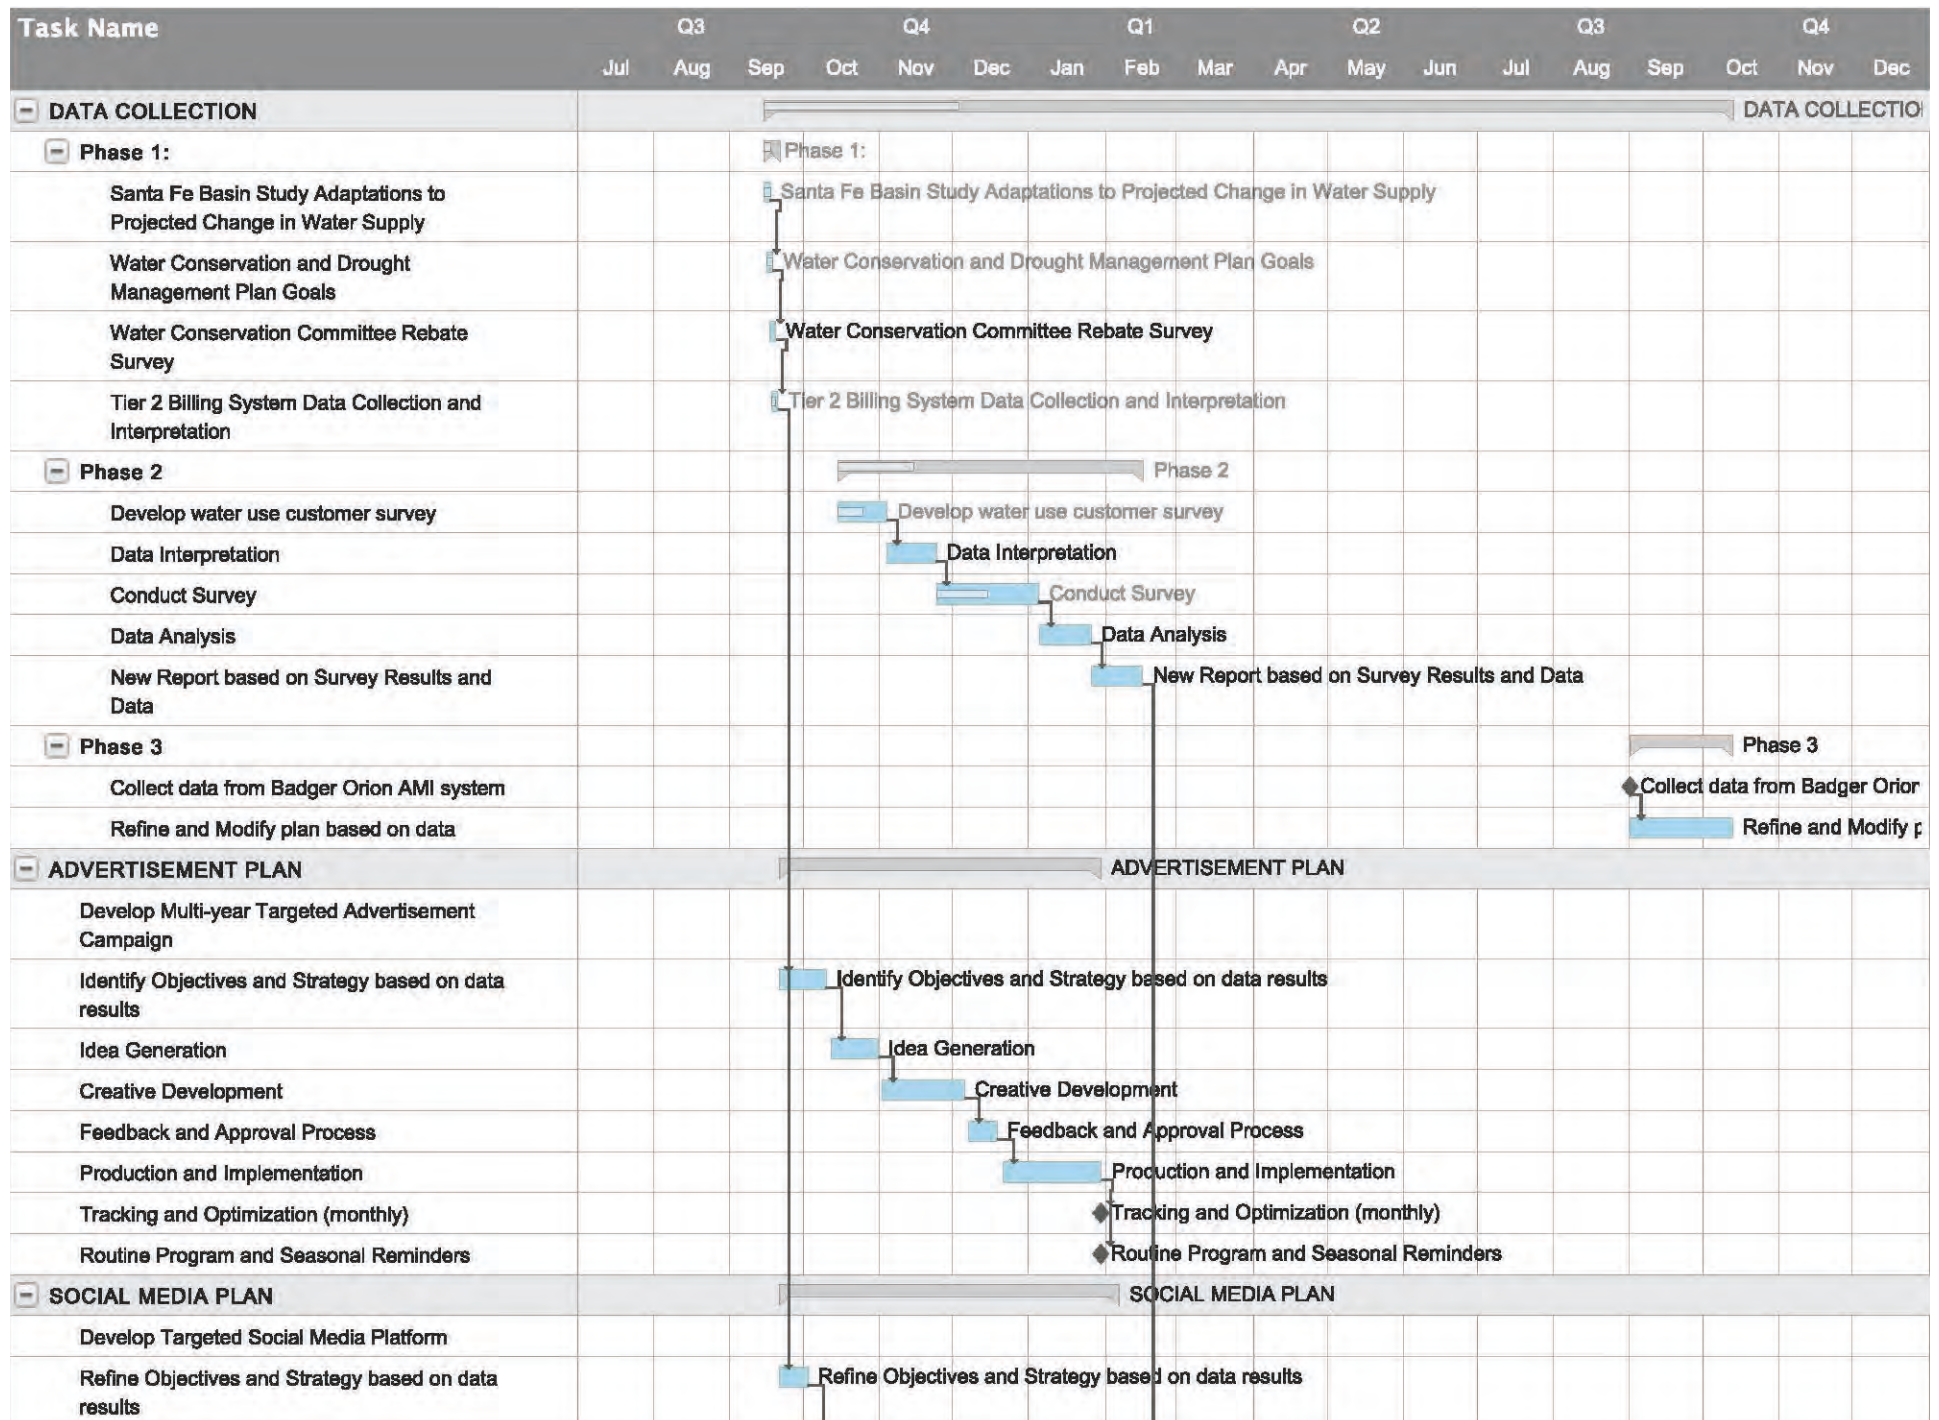 Task Name
Q3 Q4 Q1 Q2 Q3 Q4
Jul Aug Sep Oct Nov Dec Jan Feb Mar Apr May Jun Jul Aug Sep Oct Nov Dec
DATA COLLECTION DATA COLLECTIO
Phase 1: Phase 1:
Santa Fe Basin Study Adaptations to Santa Fe Basin Study Adaptations to Projected Change in Water Supply
Projected Change in Water Supply
Water Conservation and Drought Water Conservation and Drought Management Plan Goals
Management Plan Goals
Water Conservation Committee Rebate Water Conservation Committee Rebate Survey
Survey
Tier 2 Billing System Data Collection and Tier 2 Billing System Data Collection and Interpretation
Interpretation
Phase 2 Phase 2
Develop water use customer survey Develop water use customer survey
Data Interpretation Data Interpretation
Conduct Survey Conduct Survey
Data Analysis Data Analysis
New Report based on Survey Results and New Report based on Survey Results and Data
Data
Phase 3 Phase 3
Collect data from Badger Orion AMI system Collect data from Badger Orior
Refine and Modify plan based on data Refine and Modify p
ADVERTISEMENT PLAN ADVERTISEMENT PLAN
Develop Multi-year Targeted Advertisement
Campaign
Identify Objectives and Strategy based on data Identify Objectives and Strategy based on data results
results
Idea Generation Idea Generation
Creative Development Creative Development
Feedback and Approval Process Feedback and Approval Process
Production and Implementation Production and Implementation
Tracking and Optimization (monthly) Tracking and Optimization (monthly)
Routine Program and Seasonal Reminders Routine Program and Seasonal Reminders
SOCIAL MEDIA PLAN SOCIAL MEDIA PLAN
Develop Targeted Social Media Platform
Refine Objectives and Strategy based on data Refine Objectives and Strategy based on data results
results